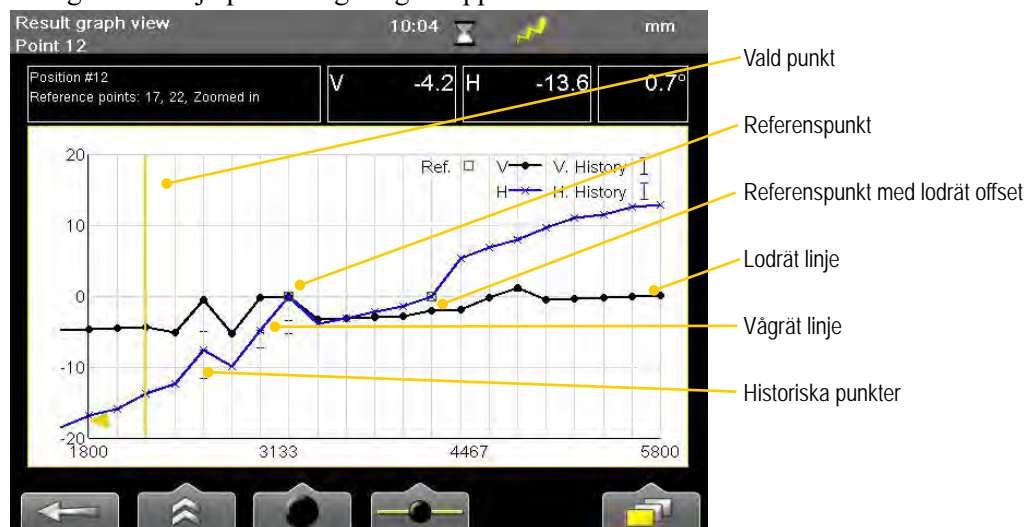 Result graph view 10:04 mm
Point 12
Position #12
Reference points: 17, 22, Zoomed in
V -4.2 H -13.6 0.7°
Vald punkt
Referenspunkt
Referenspunkt med lodrät offset
Lodrät linje
Vågrät linje
Historiska punkter
Ref. V V. History
H H. History
20
10
0
-10
-20
1800 3133 4467 5800